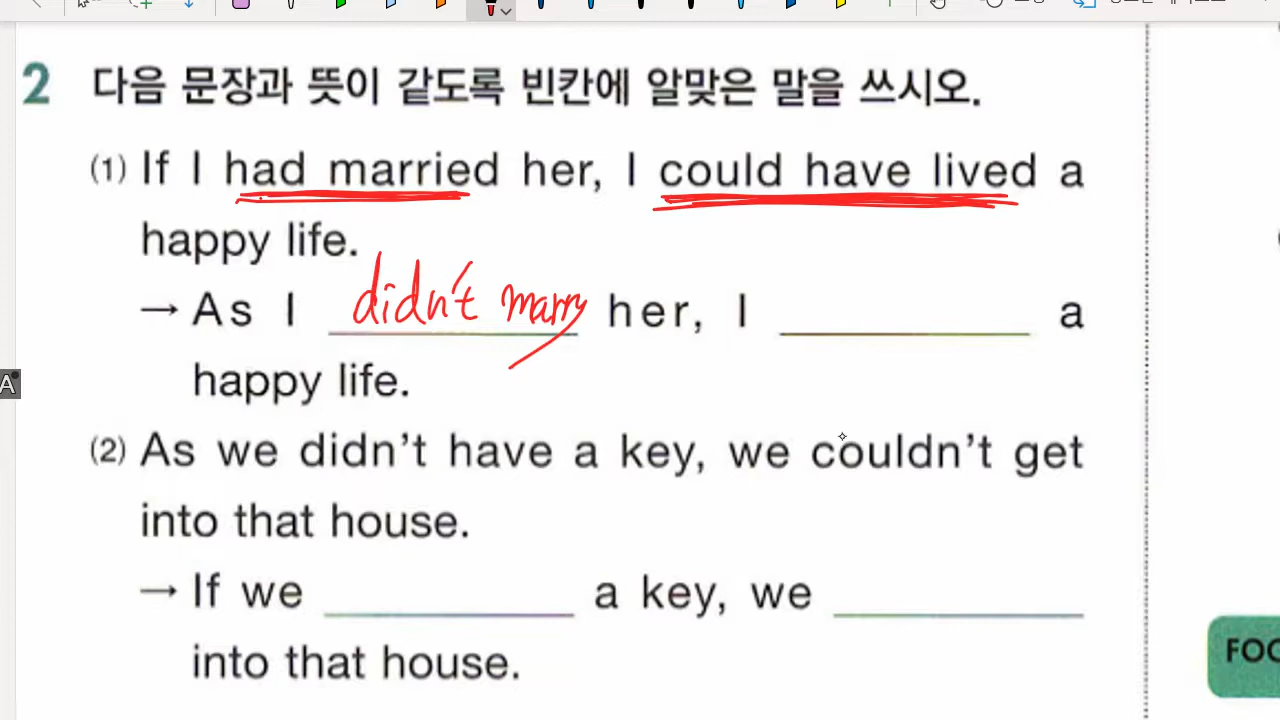 2 다음 문장과 뜻이 같도록 빈칸에 알맞은 말을 쓰시오.
(1) If I had married her, I could have lived a
happy life.
→ As I didn't marry her, I a
happy life.
(2) As we didn't have a key, we couldn't get
into that house.
→ If we a key, we
into that house.
A
FOC